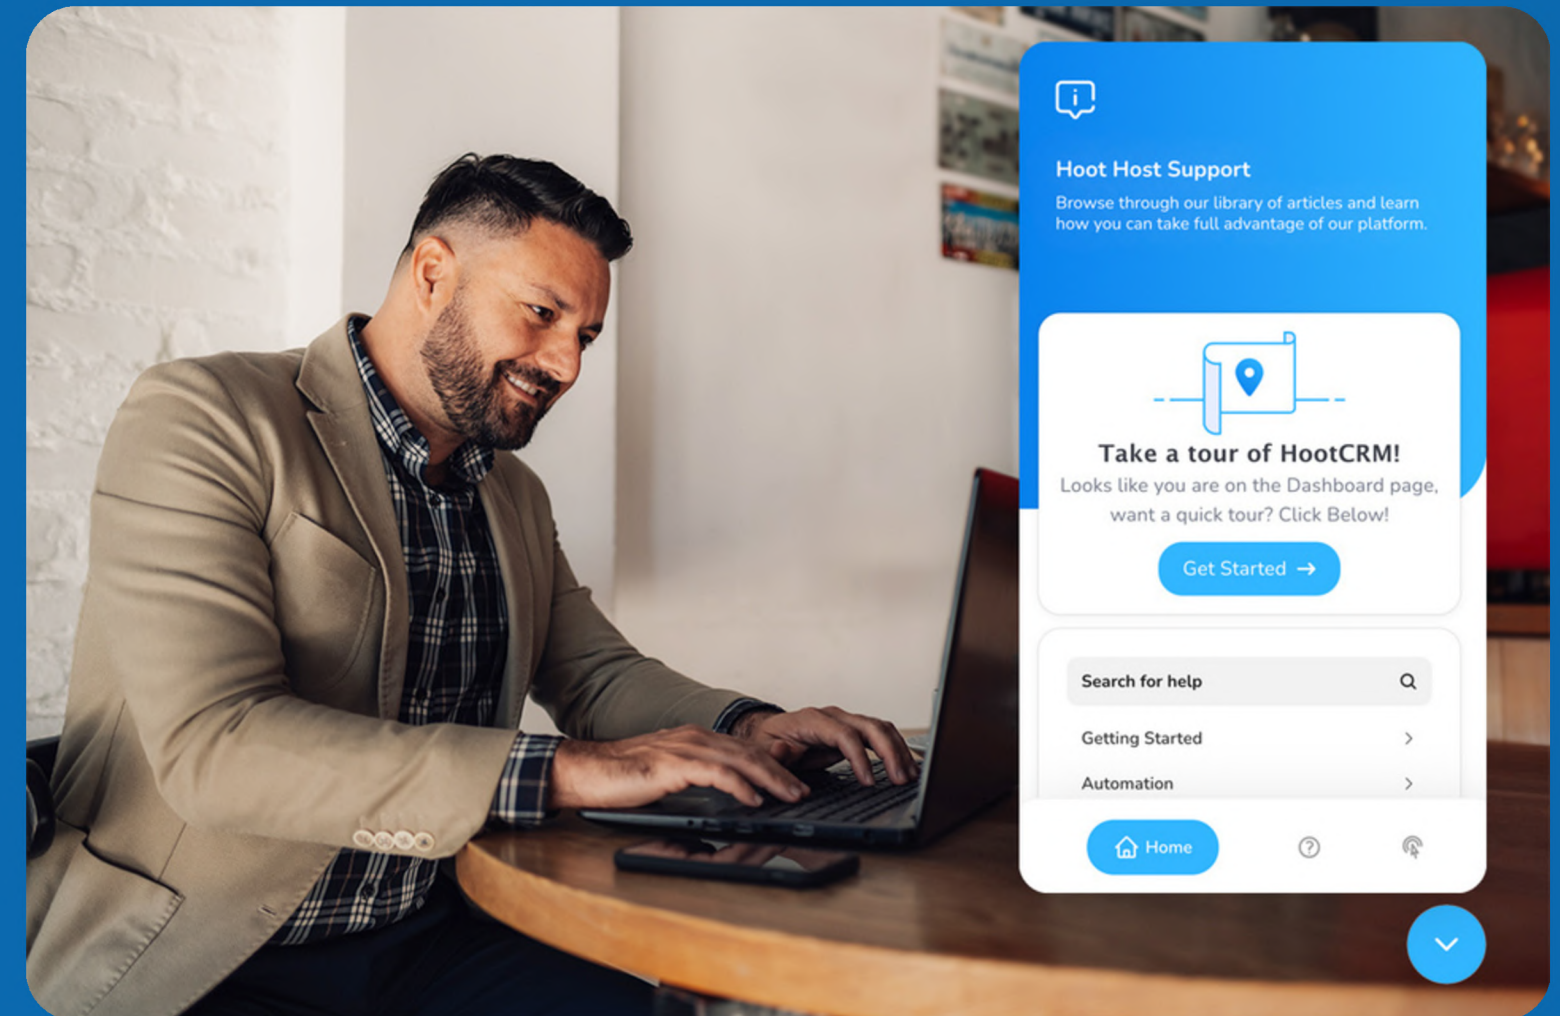 Hoot Host Support
Browse through our library of articles and learn
how you can take full advantage of our platform.
Take a tour of HootCRM!
Looks like you are on the Dashboard page,
want a quick tour? Click Below!
Get Started
Search for help
Getting Started
Automation
Home